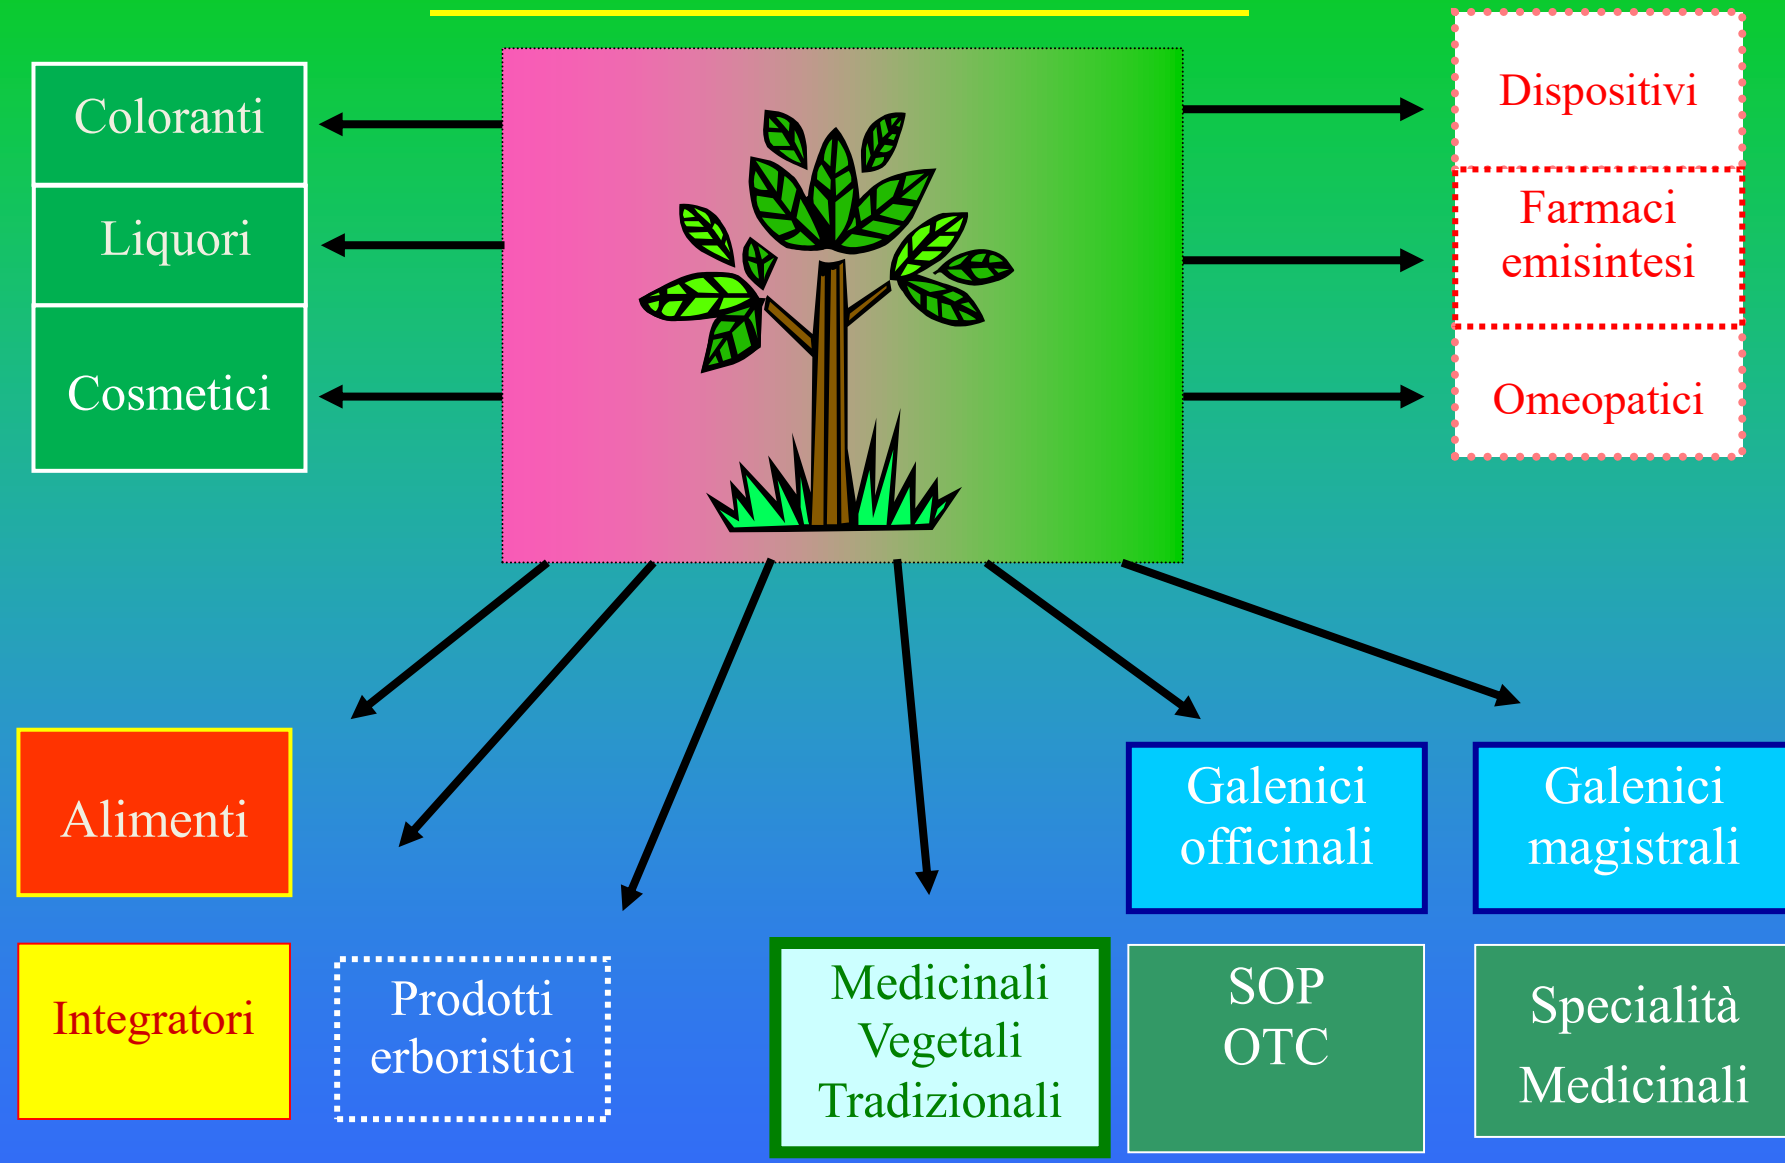 Coloranti
Liquori
Cosmetici
Dispositivi
Farmaci
emisintesi
Omeopatici
Alimenti
Integratori
Prodotti
erboristici
Medicinali
Vegetali
Tradizionali
Galenici
officinali
SOP
OTC
Galenici
magistrali
Specialità
Medicinali